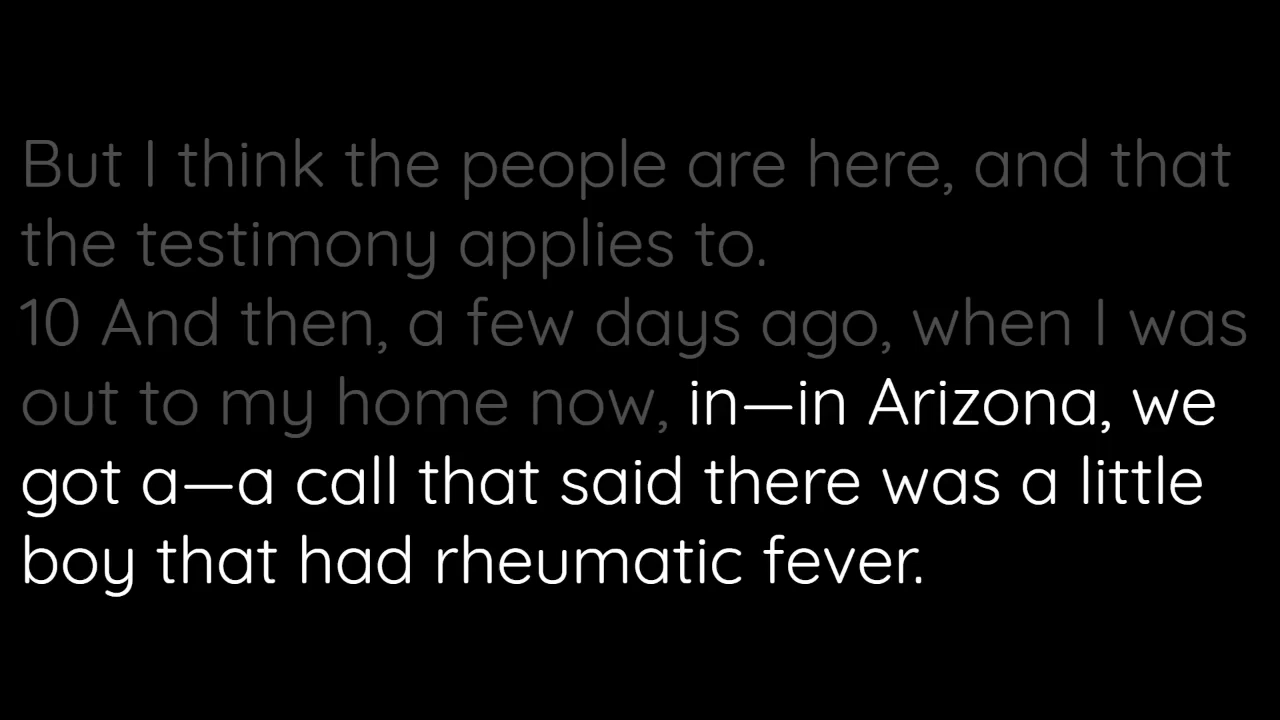 But I think the people are here, and that
the testimony applies to.
10 And then, a few days ago, when I was
out to my home now, in—in Arizona, we
got a—a call that said there was a little
boy that had rheumatic fever.